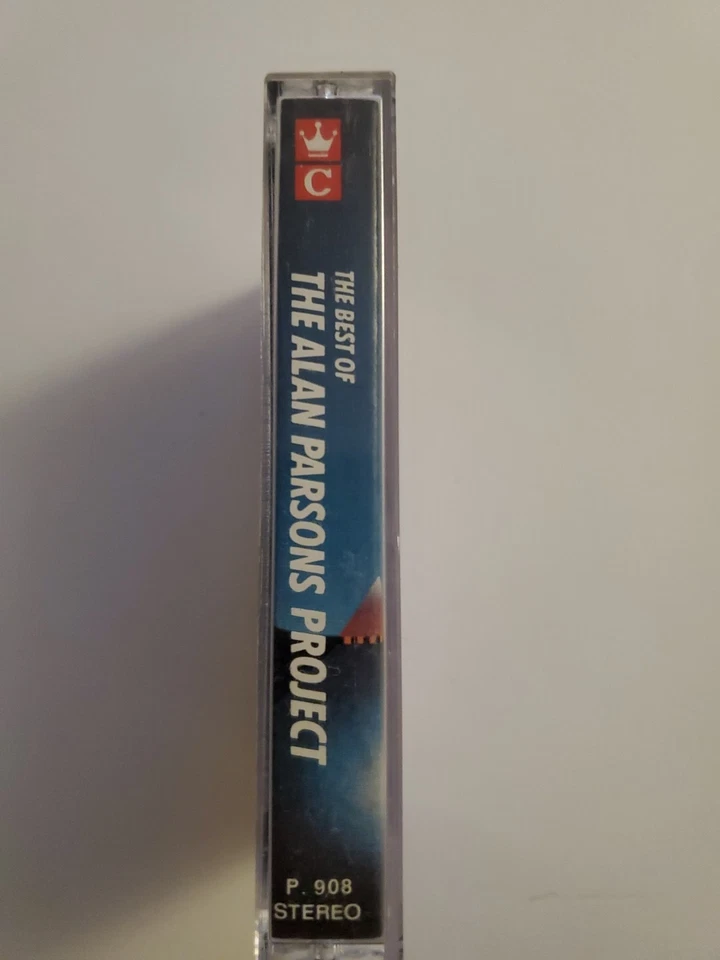 C
THE BEST OF
THE ALAN PARSONS PROJECT
P. 908
STEREO